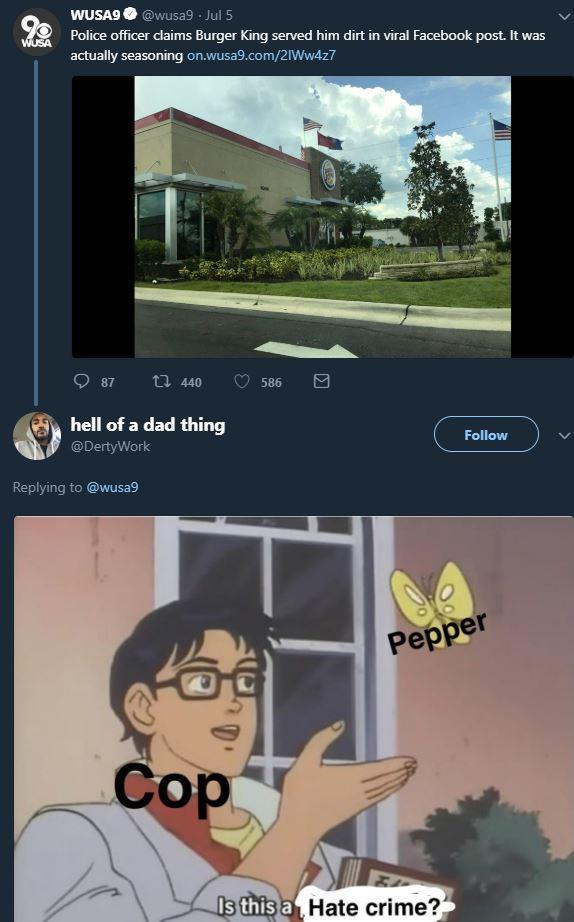 WUSA9 @wusa9 · Jul 5
Police officer claims Burger King served him dirt in viral Facebook post. It was
actually seasoning on.wusa9.com/2IWw4z7
87 440 586
hell of a dad thing
@DertyWork
Follow
Replying to @wusa9
Pepper
Cop
Is this a Hate crime?